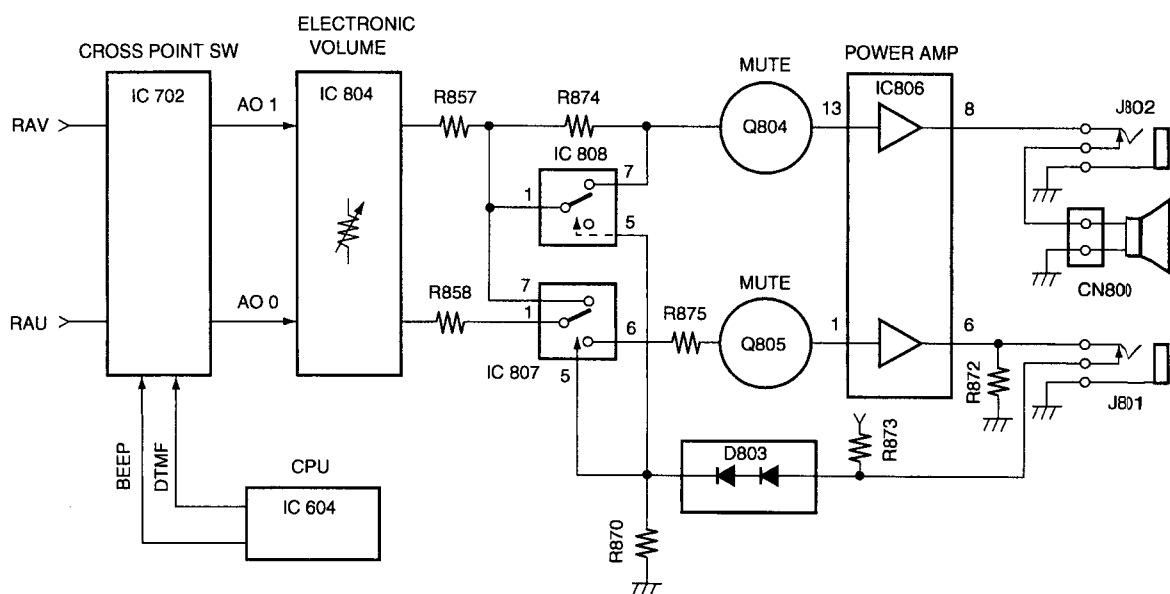 ELECTRONIC
VOLUME
CROSS POINT SW
POWER AMP
MUTE
IC 702
IC 804
IC806
R857
R874
J802
RAV
AO 1
Q804
13
8
IC 808
7
1
5
CN800
MUTE
RAU
AO 0
R858
7
1
6
R875
Q805
1
6
IC 807
5
R872
J801
R873
D803
BEEP
DTMF
CPU
IC 604
R870